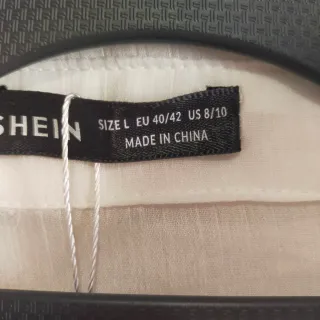 SHEIN
SIZE L EU 40/42 US 8/10
MADE IN CHINA